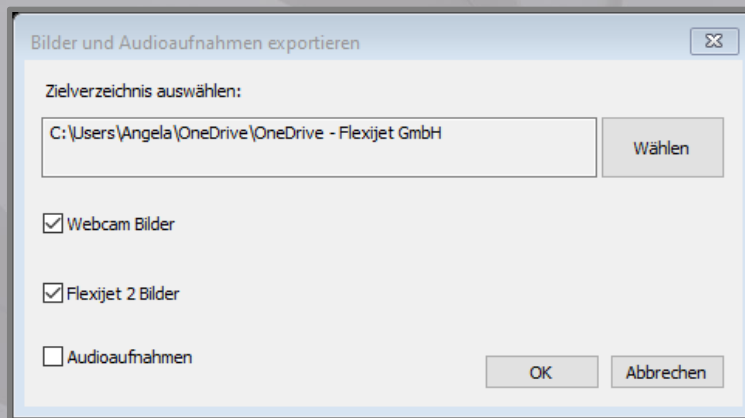 Bilder und Audioaufnahmen exportieren
Zielverzeichnis auswählen:
C:\Users\Angela\OneDrive\OneDrive - Flexijet GmbH
Wählen
Webcam Bilder
Flexijet 2 Bilder
Audioaufnahmen
OK
Abbrechen